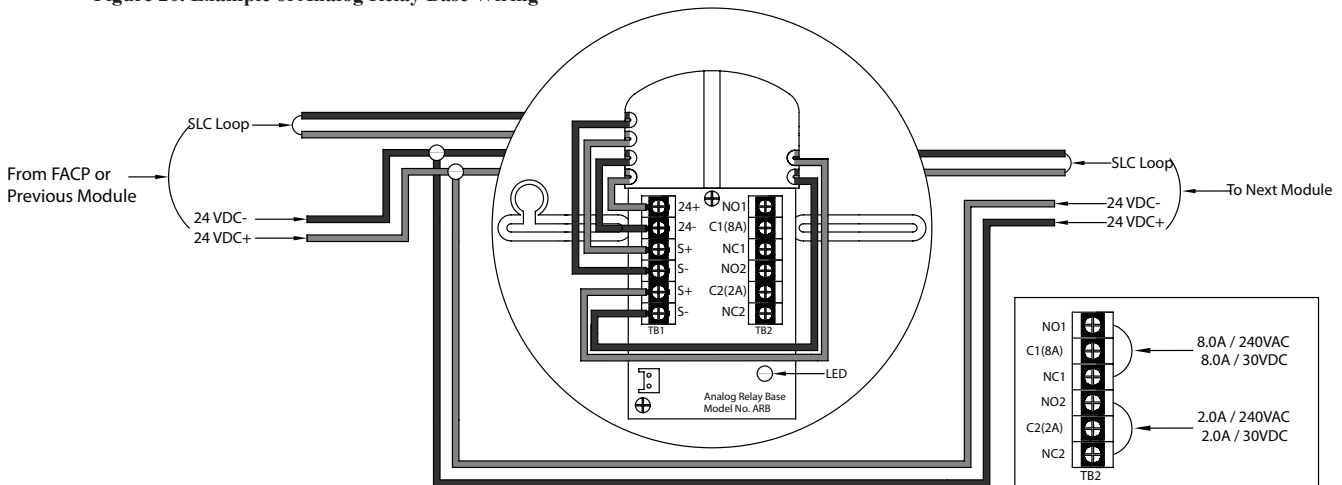 Figure 20. Example of Analog Relay Base Wiring
SLC Loop
From FACP or
Previous Module
24 VDC-
24 VDC+
24+
24-
S+
S-
S+
S-
TB1
NO1
C1(8A)
NC1
NO2
C2(2A)
NC2
TB2
LED
Analog Relay Base
Model No. ARB
SLC Loop
24 VDC-
24 VDC+
To Next Module
NO1
C1(8A)
NC1
NO2
C2(2A)
NC2
TB2
8.0A / 240VAC
8.0A / 30VDC
2.0A / 240VAC
2.0A / 30VDC